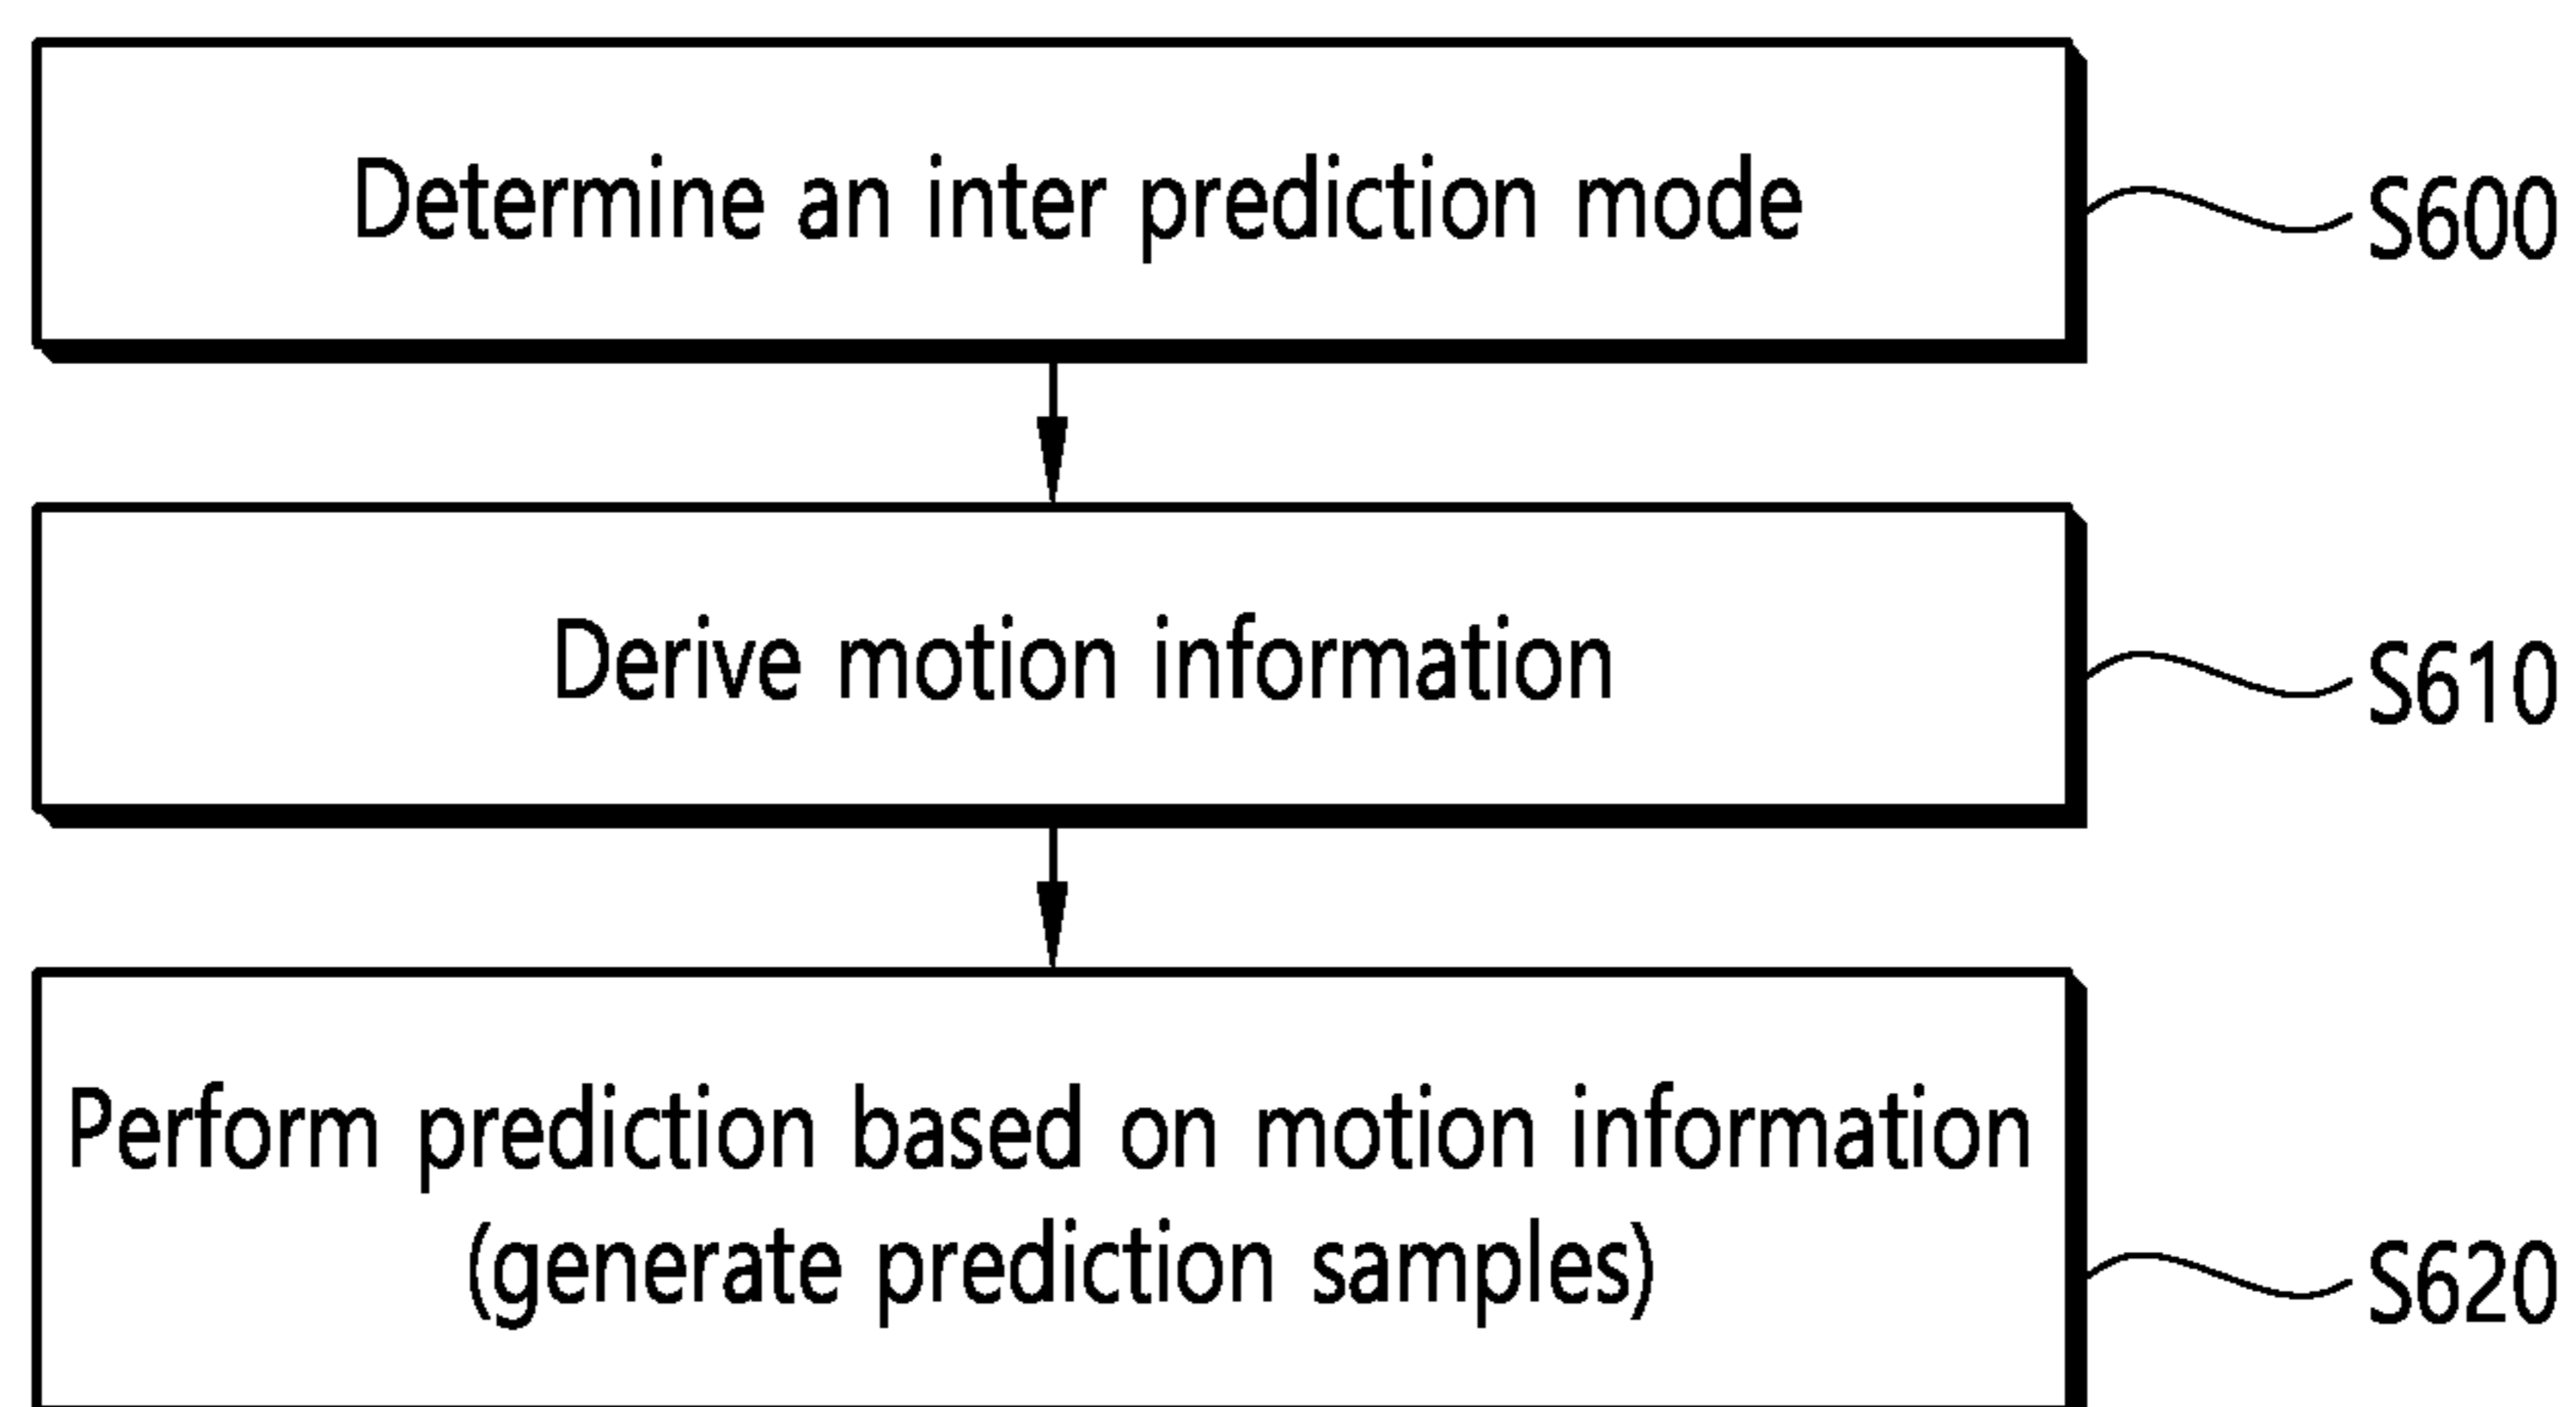 Determine an inter prediction mode
S600
Derive motion information
S610
Perform prediction based on motion information
(generate prediction samples)
S620